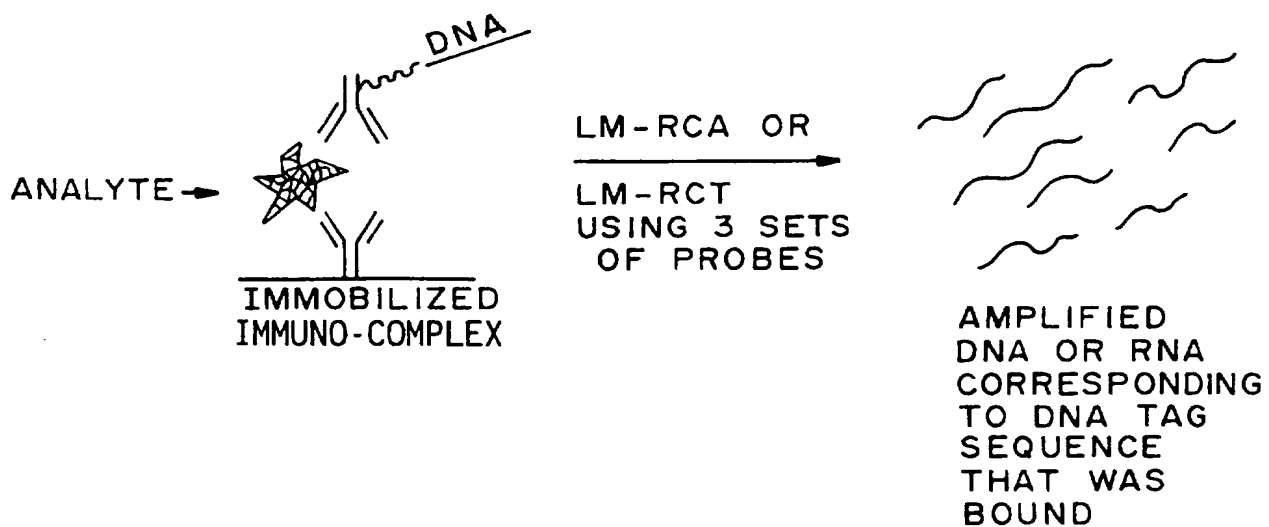 DNA
ANALYTE
IMMOBILIZED
IMMUNO-COMPLEX
LM-RCA OR
LM-RCT
USING 3 SETS
OF PROBES
AMPLIFIED
DNA OR RNA
CORRESPONDING
TO DNA TAG
SEQUENCE
THAT WAS
BOUND